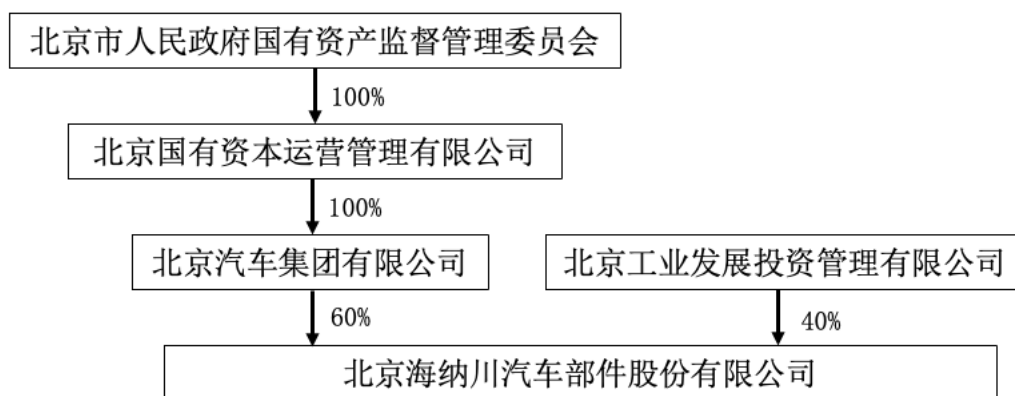 北京市人民政府国有资产监督管理委员会
100%
北京国有资本运营管理有限公司
100%
北京汽车集团有限公司
北京工业发展投资管理有限公司
60%
40%
北京海纳川汽车部件股份有限公司